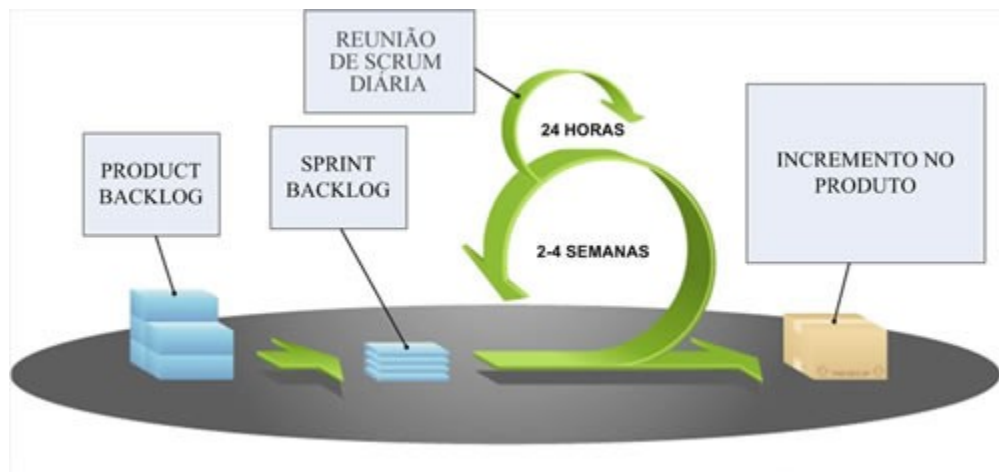 REUNIÃO
DE SCRUM
DIÁRIA
24 HORAS
PRODUCT
BACKLOG
SPRINT
BACKLOG
INCREMENTO NO
PRODUTO
2-4 SEMANAS